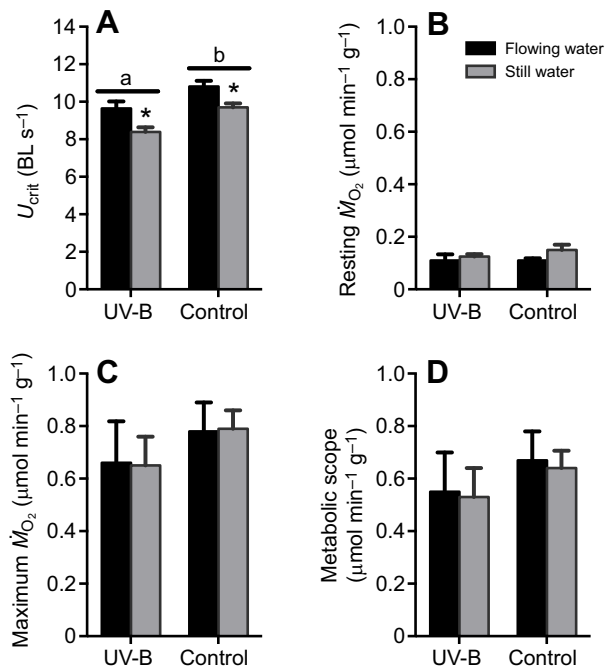 A
U_crit (BL s⁻¹)
14
12
10
8
6
4
2
0
a
b
*
*
UV-B
Control
B
Resting ṀO₂ (μmol min⁻¹ g⁻¹)
1.0
0.8
0.6
0.4
0.2
0
Flowing water
Still water
UV-B
Control
C
Maximum ṀO₂ (μmol min⁻¹ g⁻¹)
1.0
0.8
0.6
0.4
0.2
0
UV-B
Control
D
Metabolic scope
(μmol min⁻¹ g⁻¹)
1.0
0.8
0.6
0.4
0.2
0
UV-B
Control